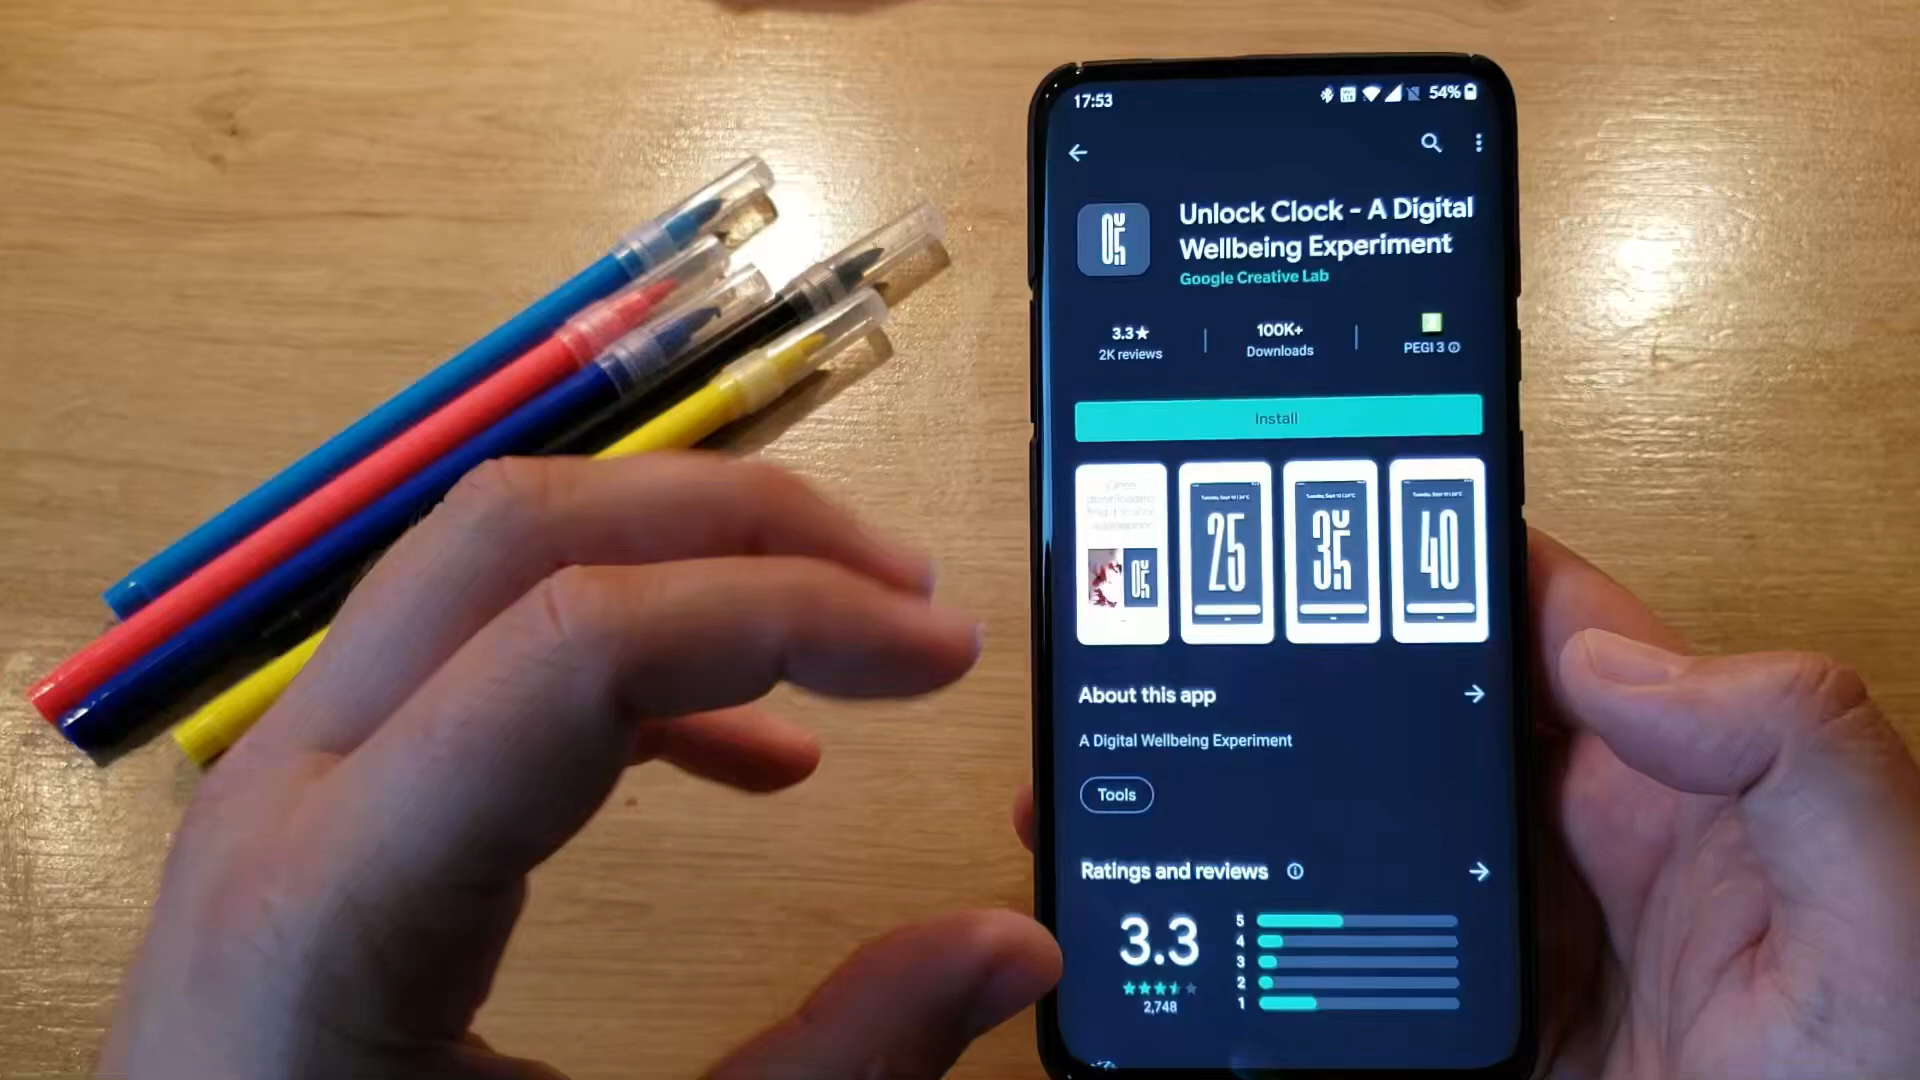 17:53
54%
Unlock Clock - A Digital
Wellbeing Experiment
Google Creative Lab
3.3★
2K reviews
100K+
Downloads
PEGI 3
Install
25
35
40
05
About this app
A Digital Wellbeing Experiment
Tools
Ratings and reviews
3.3
2,748
5
4
3
2
1